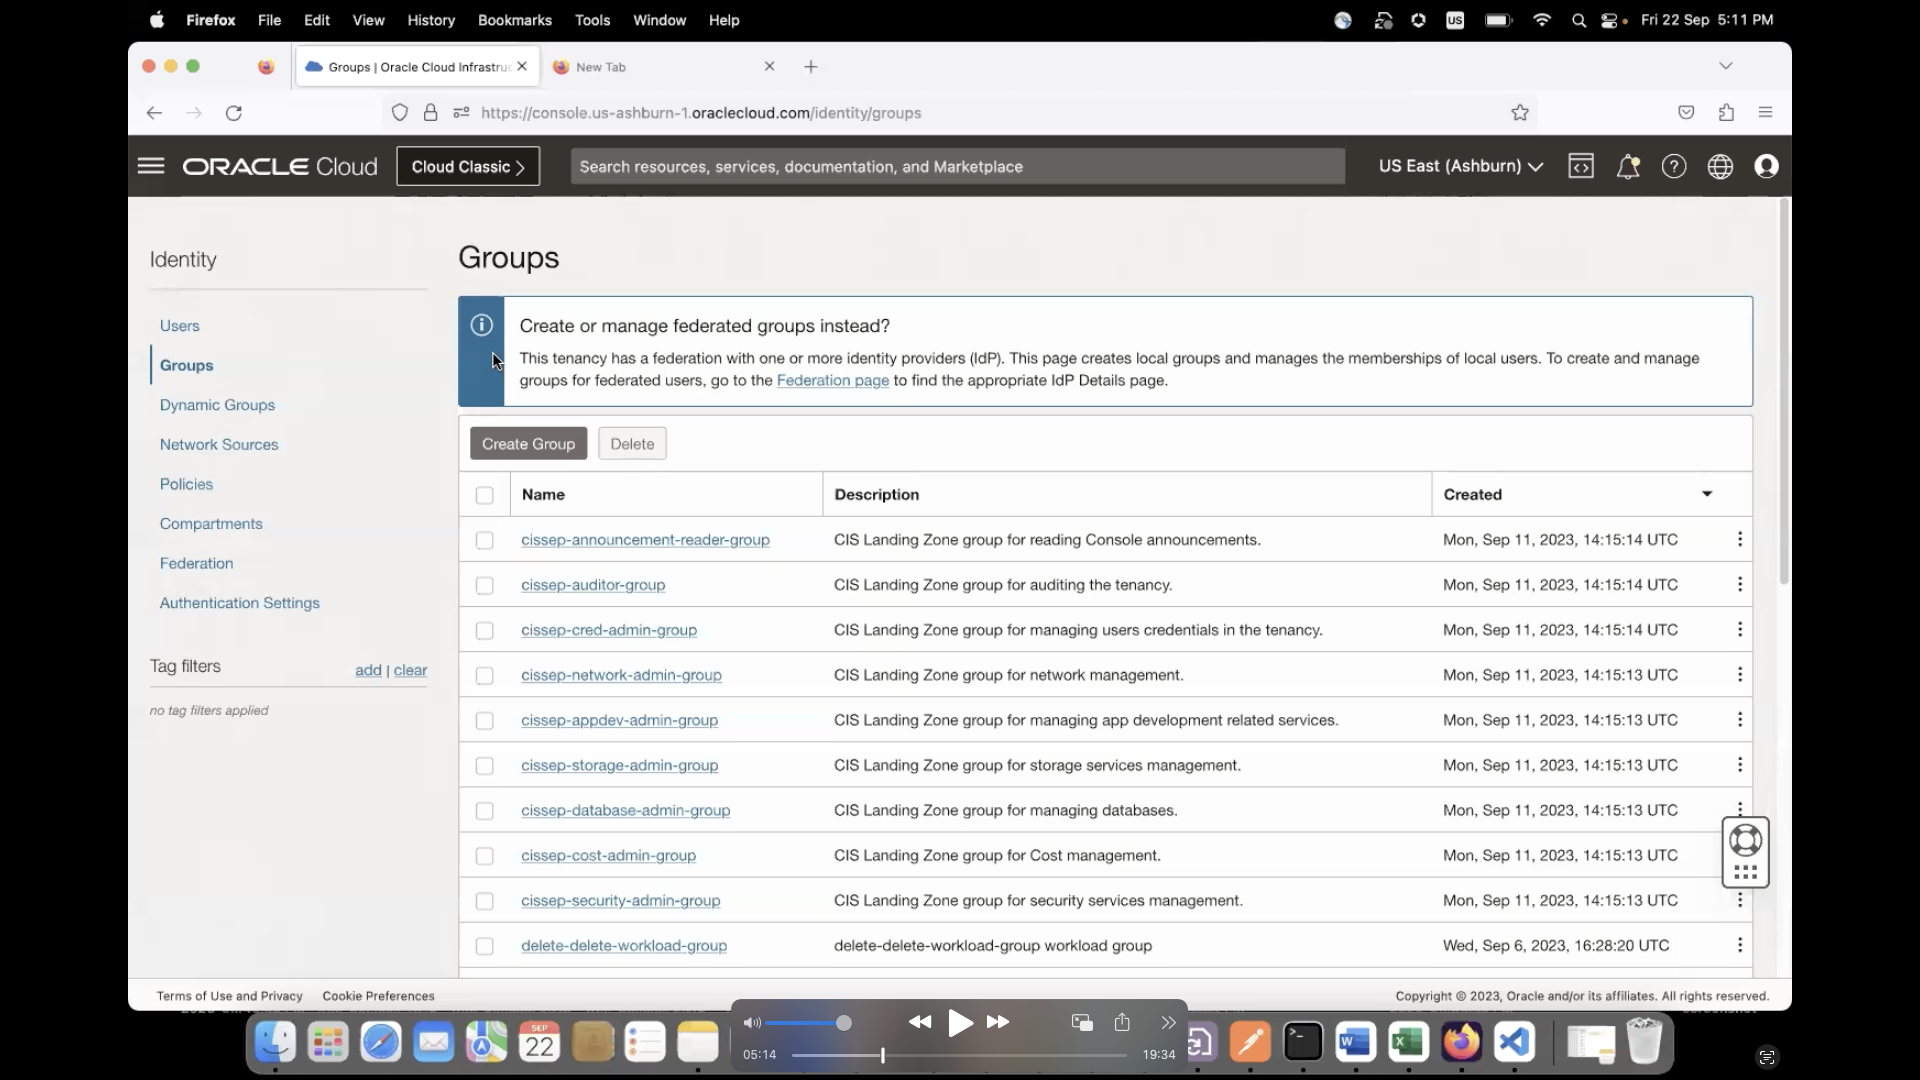 Firefox File Edit View History Bookmarks Tools Window Help US Fri 22 Sep 5:11 PM
Groups | Oracle Cloud Infrastruc New Tab
https://console.us-ashburn-1.oraclecloud.com/identity/groups
ORACLE Cloud Cloud Classic Search resources, services, documentation, and Marketplace US East (Ashburn)
Identity
Users
Groups
Dynamic Groups
Network Sources
Policies
Compartments
Federation
Authentication Settings
Tag filters add | clear
no tag filters applied
Groups
Create or manage federated groups instead?
This tenancy has a federation with one or more identity providers (IdP). This page creates local groups and manages the memberships of local users. To create and manage
groups for federated users, go to the Federation page to find the appropriate IdP Details page.
Create Group Delete
Name Description Created
cissep-announcement-reader-group CIS Landing Zone group for reading Console announcements. Mon, Sep 11, 2023, 14:15:14 UTC
cissep-auditor-group CIS Landing Zone group for auditing the tenancy. Mon, Sep 11, 2023, 14:15:14 UTC
cissep-cred-admin-group CIS Landing Zone group for managing users credentials in the tenancy. Mon, Sep 11, 2023, 14:15:14 UTC
cissep-network-admin-group CIS Landing Zone group for network management. Mon, Sep 11, 2023, 14:15:13 UTC
cissep-appdev-admin-group CIS Landing Zone group for managing app development related services. Mon, Sep 11, 2023, 14:15:13 UTC
cissep-storage-admin-group CIS Landing Zone group for storage services management. Mon, Sep 11, 2023, 14:15:13 UTC
cissep-database-admin-group CIS Landing Zone group for managing databases. Mon, Sep 11, 2023, 14:15:13 UTC
cissep-cost-admin-group CIS Landing Zone group for Cost management. Mon, Sep 11, 2023, 14:15:13 UTC
cissep-security-admin-group CIS Landing Zone group for security services management. Mon, Sep 11, 2023, 14:15:13 UTC
delete-delete-workload-group delete-delete-workload-group workload group Wed, Sep 6, 2023, 16:28:20 UTC
Terms of Use and Privacy Cookie Preferences Copyright © 2023, Oracle and/or its affiliates. All rights reserved.
SEP
22
05:14 19:34